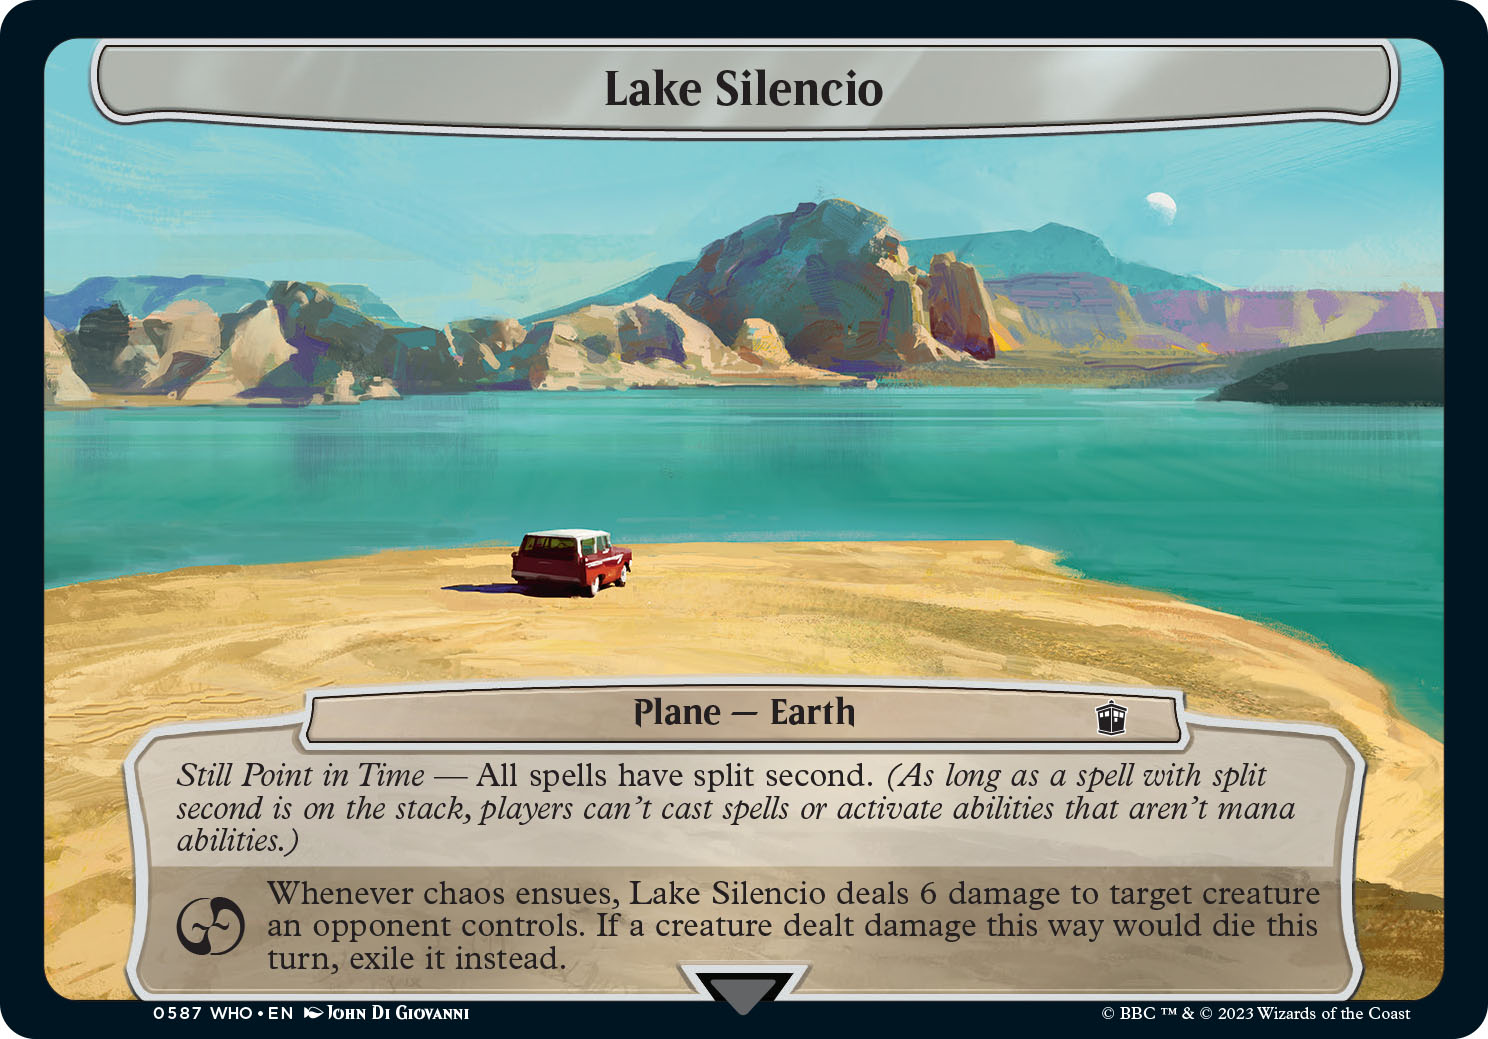 Lake Silencio
Plane — Earth
Still Point in Time — All spells have split second. (As long as a spell with split
second is on the stack, players can’t cast spells or activate abilities that aren’t mana
abilities.)
Whenever chaos ensues, Lake Silencio deals 6 damage to target creature
an opponent controls. If a creature dealt damage this way would die this
turn, exile it instead.
0587 WHO • EN John Di Giovanni
© BBC ™ & © 2023 Wizards of the Coast